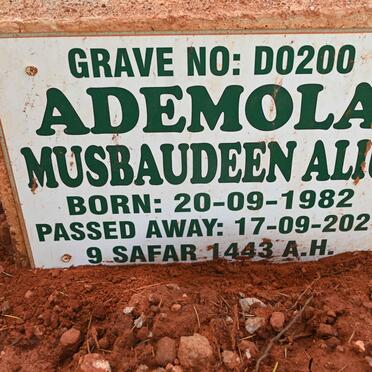 GRAVE NO: D0200
ADEMOLA
MUSBAUDEEN
BORN: 20-09-1982
PASSED AWAY: 17-09-202
9 SAFAR 1443 A.H.